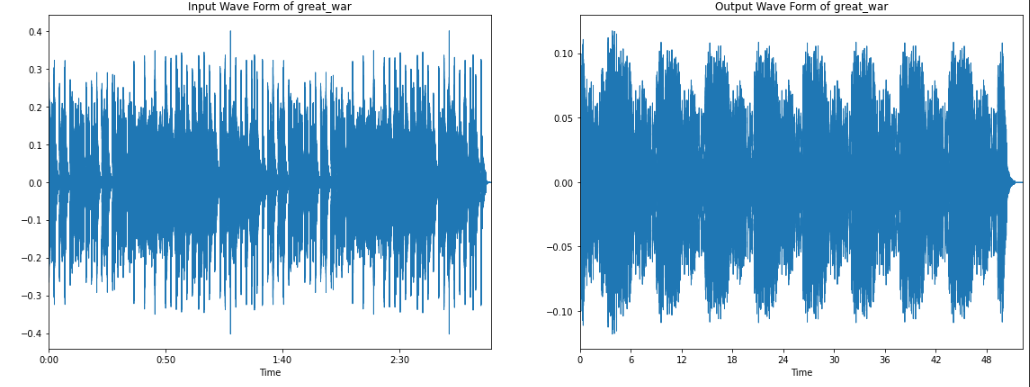 Input Wave Form of great_war
0.4
0.3
0.2
0.1
0.0
−0.1
−0.2
−0.3
−0.4
0:00 0:50 1:40 2:30
Time
Output Wave Form of great_war
0.10
0.05
0.00
−0.05
−0.10
0 6 12 18 24 30 36 42 48
Time